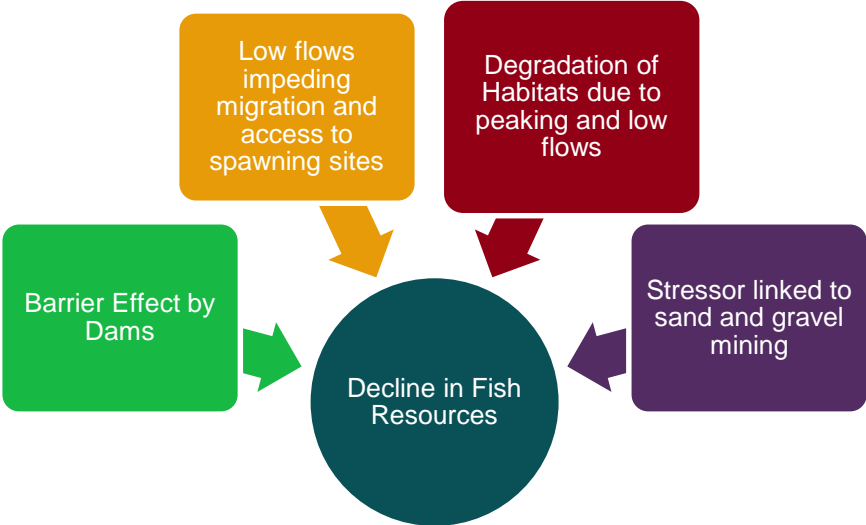 Low flows
impeding
migration and
access to
spawning sites
Degradation of
Habitats due to
peaking and low
flows
Barrier Effect by
Dams
Stressor linked to
sand and gravel
mining
Decline in Fish
Resources